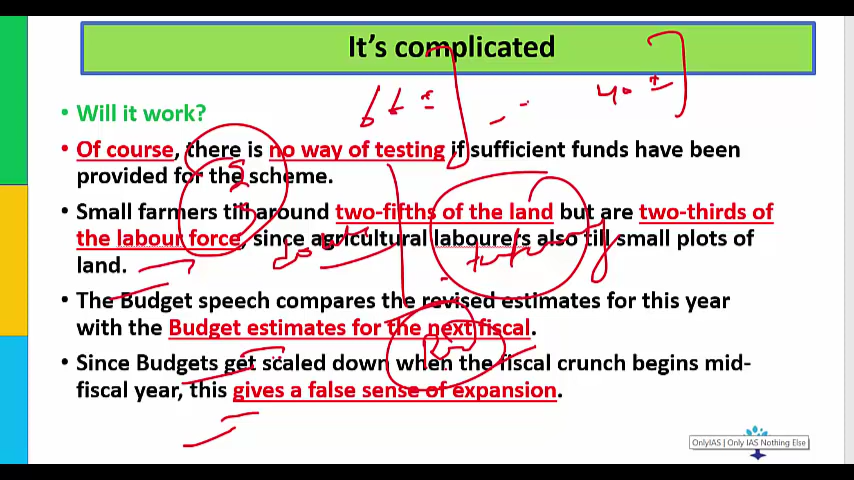 It's complicated
• Will it work?
• Of course, there is no way of testing if sufficient funds have been
provided for the scheme.
• Small farmers till around two-fifths of the land but are two-thirds of
the labour force, since agricultural labourers also till small plots of
land.
• The Budget speech compares the revised estimates for this year
with the Budget estimates for the next fiscal.
• Since Budgets get scaled down when the fiscal crunch begins mid-
fiscal year, this gives a false sense of expansion.
OnlyIAS | Only IAS Nothing Else